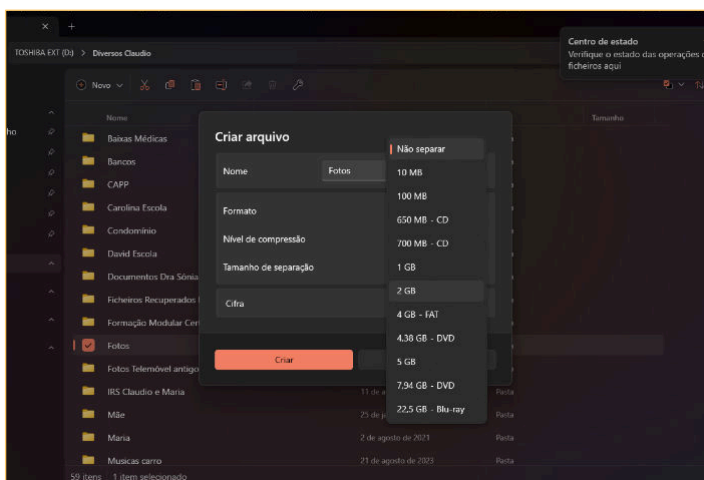 TOSHIBA EXT (D:) > Diversos Claudio
Centro de estado
Verifique o estado das operações
ficheiros aqui
Novo
Nome
Tamanho
ho
Baixas Médicas
Bancos
CAPP
Carolina Escola
Condomínio
David Escola
Documentos Dra Sónia
Ficheiros Recuperados
Formação Modular Cer
Fotos
Fotos Telemóvel antigo
IRS Claudio e Maria
11 de a
Pasta
Mãe
25 de j
Pasta
Maria
2 de agosto de 2023
Pasta
Musicas carro
21 de agosto de 2023
Pasta
59 itens
1 item selecionado
Criar arquivo
Nome
Fotos
Formato
Nível de compressão
Tamanho de separação
Cifra
Criar
Não separar
10 MB
100 MB
650 MB - CD
700 MB - CD
1 GB
2 GB
4 GB - FAT
4,38 GB - DVD
5 GB
7,94 GB - DVD
22,5 GB - Blu-ray